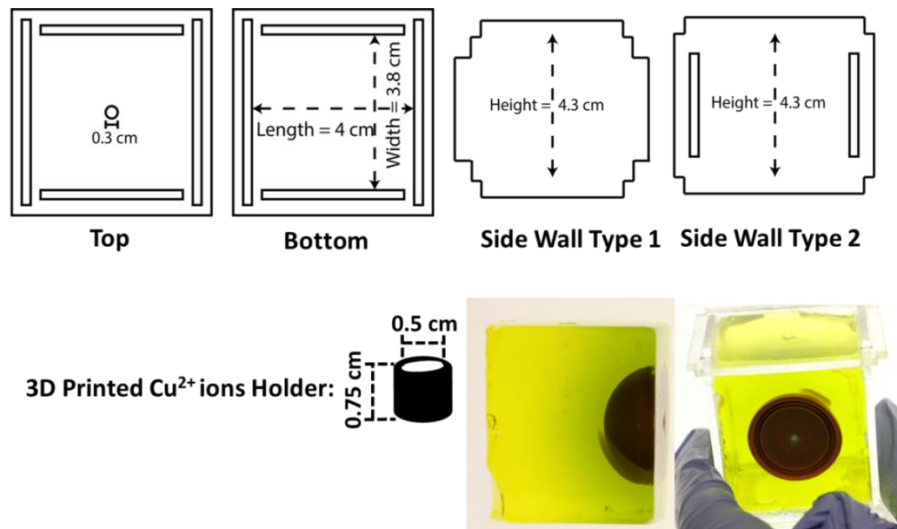 0.3 cm
Length = 4 cm
Width = 3.8 cm
Height = 4.3 cm
Height = 4.3 cm
Top
Bottom
Side Wall Type 1
Side Wall Type 2
0.5 cm
0.75 cm
3D Printed Cu²⁺ ions Holder: